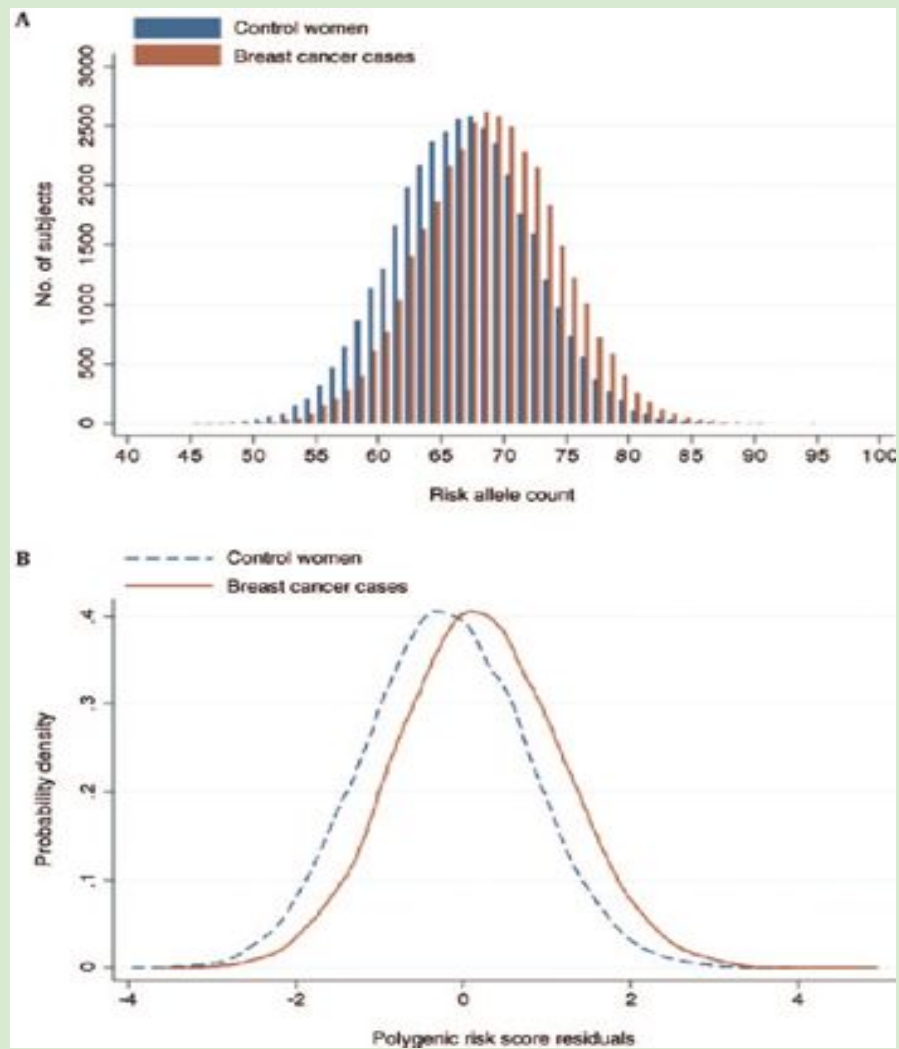 A
Control women
Breast cancer cases
3000
2500
2000
1500
1000
500
0
No. of subjects
40 45 50 55 60 65 70 75 80 85 90 95 100
Risk allele count
B
Control women
Breast cancer cases
.4
.3
.2
.1
0
Probability density
-4 -2 0 2 4
Polygenic risk score residuals